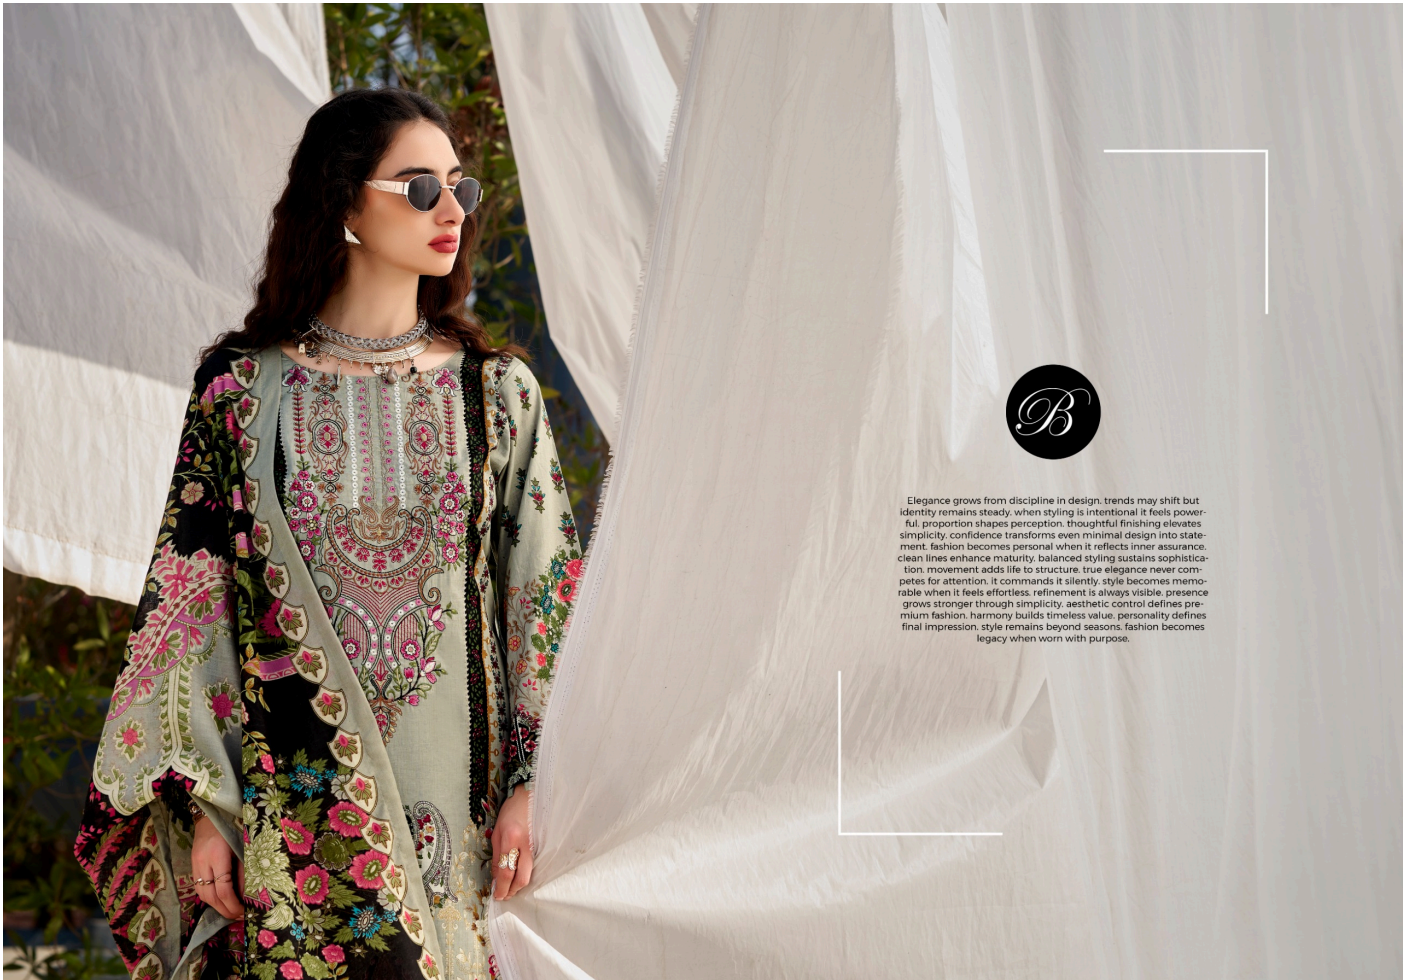 B
Elegance grows from discipline in design. trends may shift but
identity remains steady. when styling is intentional it feels power-
ful. proportion shapes perception. thoughtful finishing elevates
simplicity. confidence transforms even minimal design into state-
ment. fashion becomes personal when it reflects inner assurance.
clean lines enhance maturity. balanced styling sustains sophistica-
tion. movement adds life to structure. true elegance never com-
petes for attention. it commands it silently. style becomes memo-
rable when it feels effortless. refinement is always visible. presence
grows stronger through simplicity. aesthetic control defines pre-
mium fashion. harmony builds timeless value. personality defines
final impression. style remains beyond seasons. fashion becomes
legacy when worn with purpose.